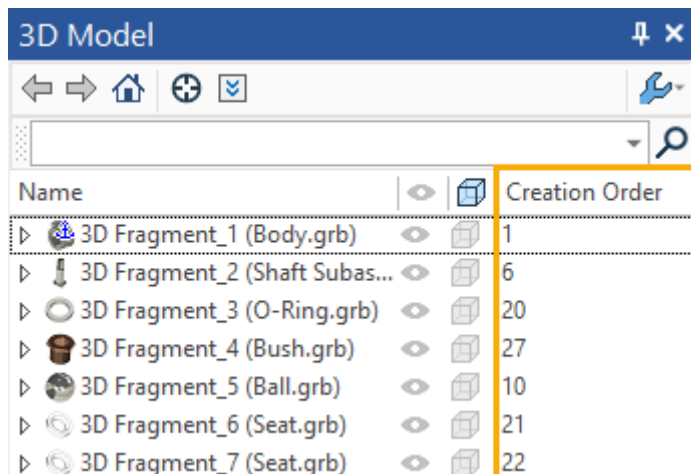 3D Model
Name Creation Order
3D Fragment_1 (Body.grb) 1
3D Fragment_2 (Shaft Subas... 6
3D Fragment_3 (O-Ring.grb) 20
3D Fragment_4 (Bush.grb) 27
3D Fragment_5 (Ball.grb) 10
3D Fragment_6 (Seat.grb) 21
3D Fragment_7 (Seat.grb) 22